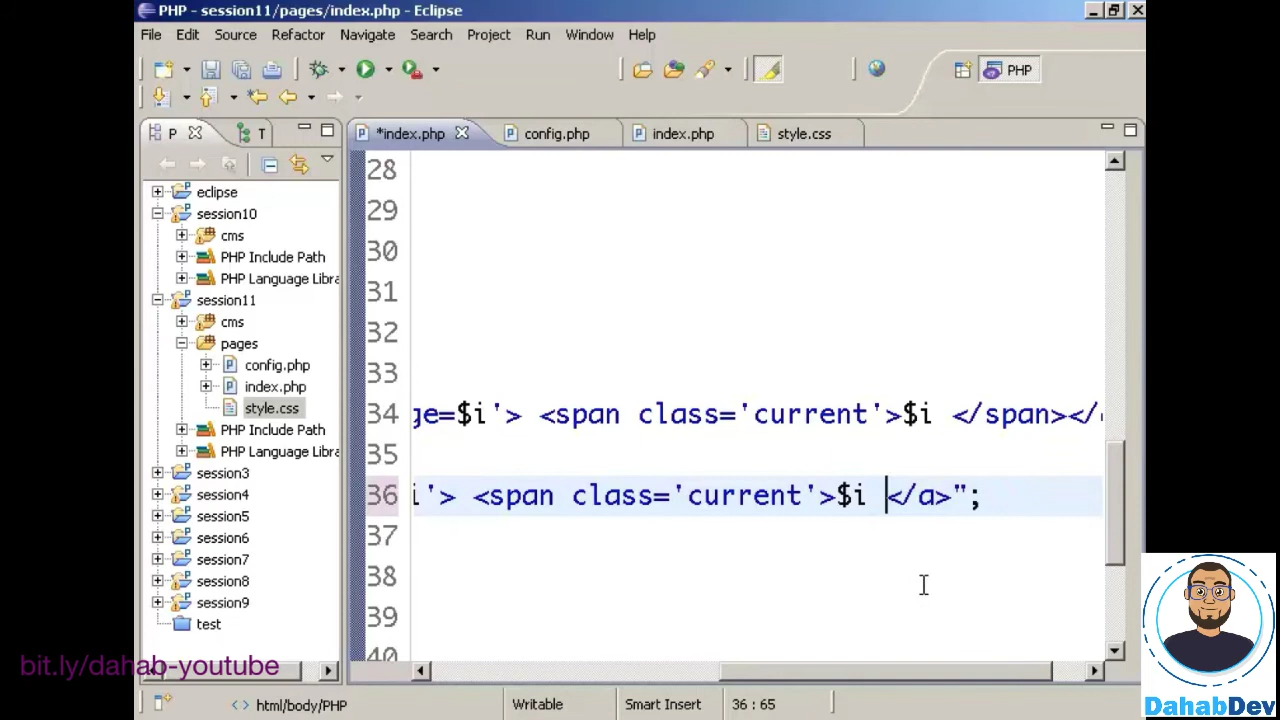 PHP - session11/pages/index.php - Eclipse
File Edit Source Refactor Navigate Search Project Run Window Help
PHP
P T *index.php config.php index.php style.css
eclipse
session10
cms
PHP Include Path
PHP Language Libra
session11
cms
pages
config.php
index.php
style.css
PHP Include Path
PHP Language Libra
session3
session4
session5
session6
session7
session8
session9
test
28
29
30
31
32
33
34 ge=$i'> <span class='current'>$i </span></
35
36 i'> <span class='current'>$i </a>";
37
38
39
40
bit.ly/dahab-youtube
html/body/PHP Writable Smart Insert 36 : 65
DahabDev